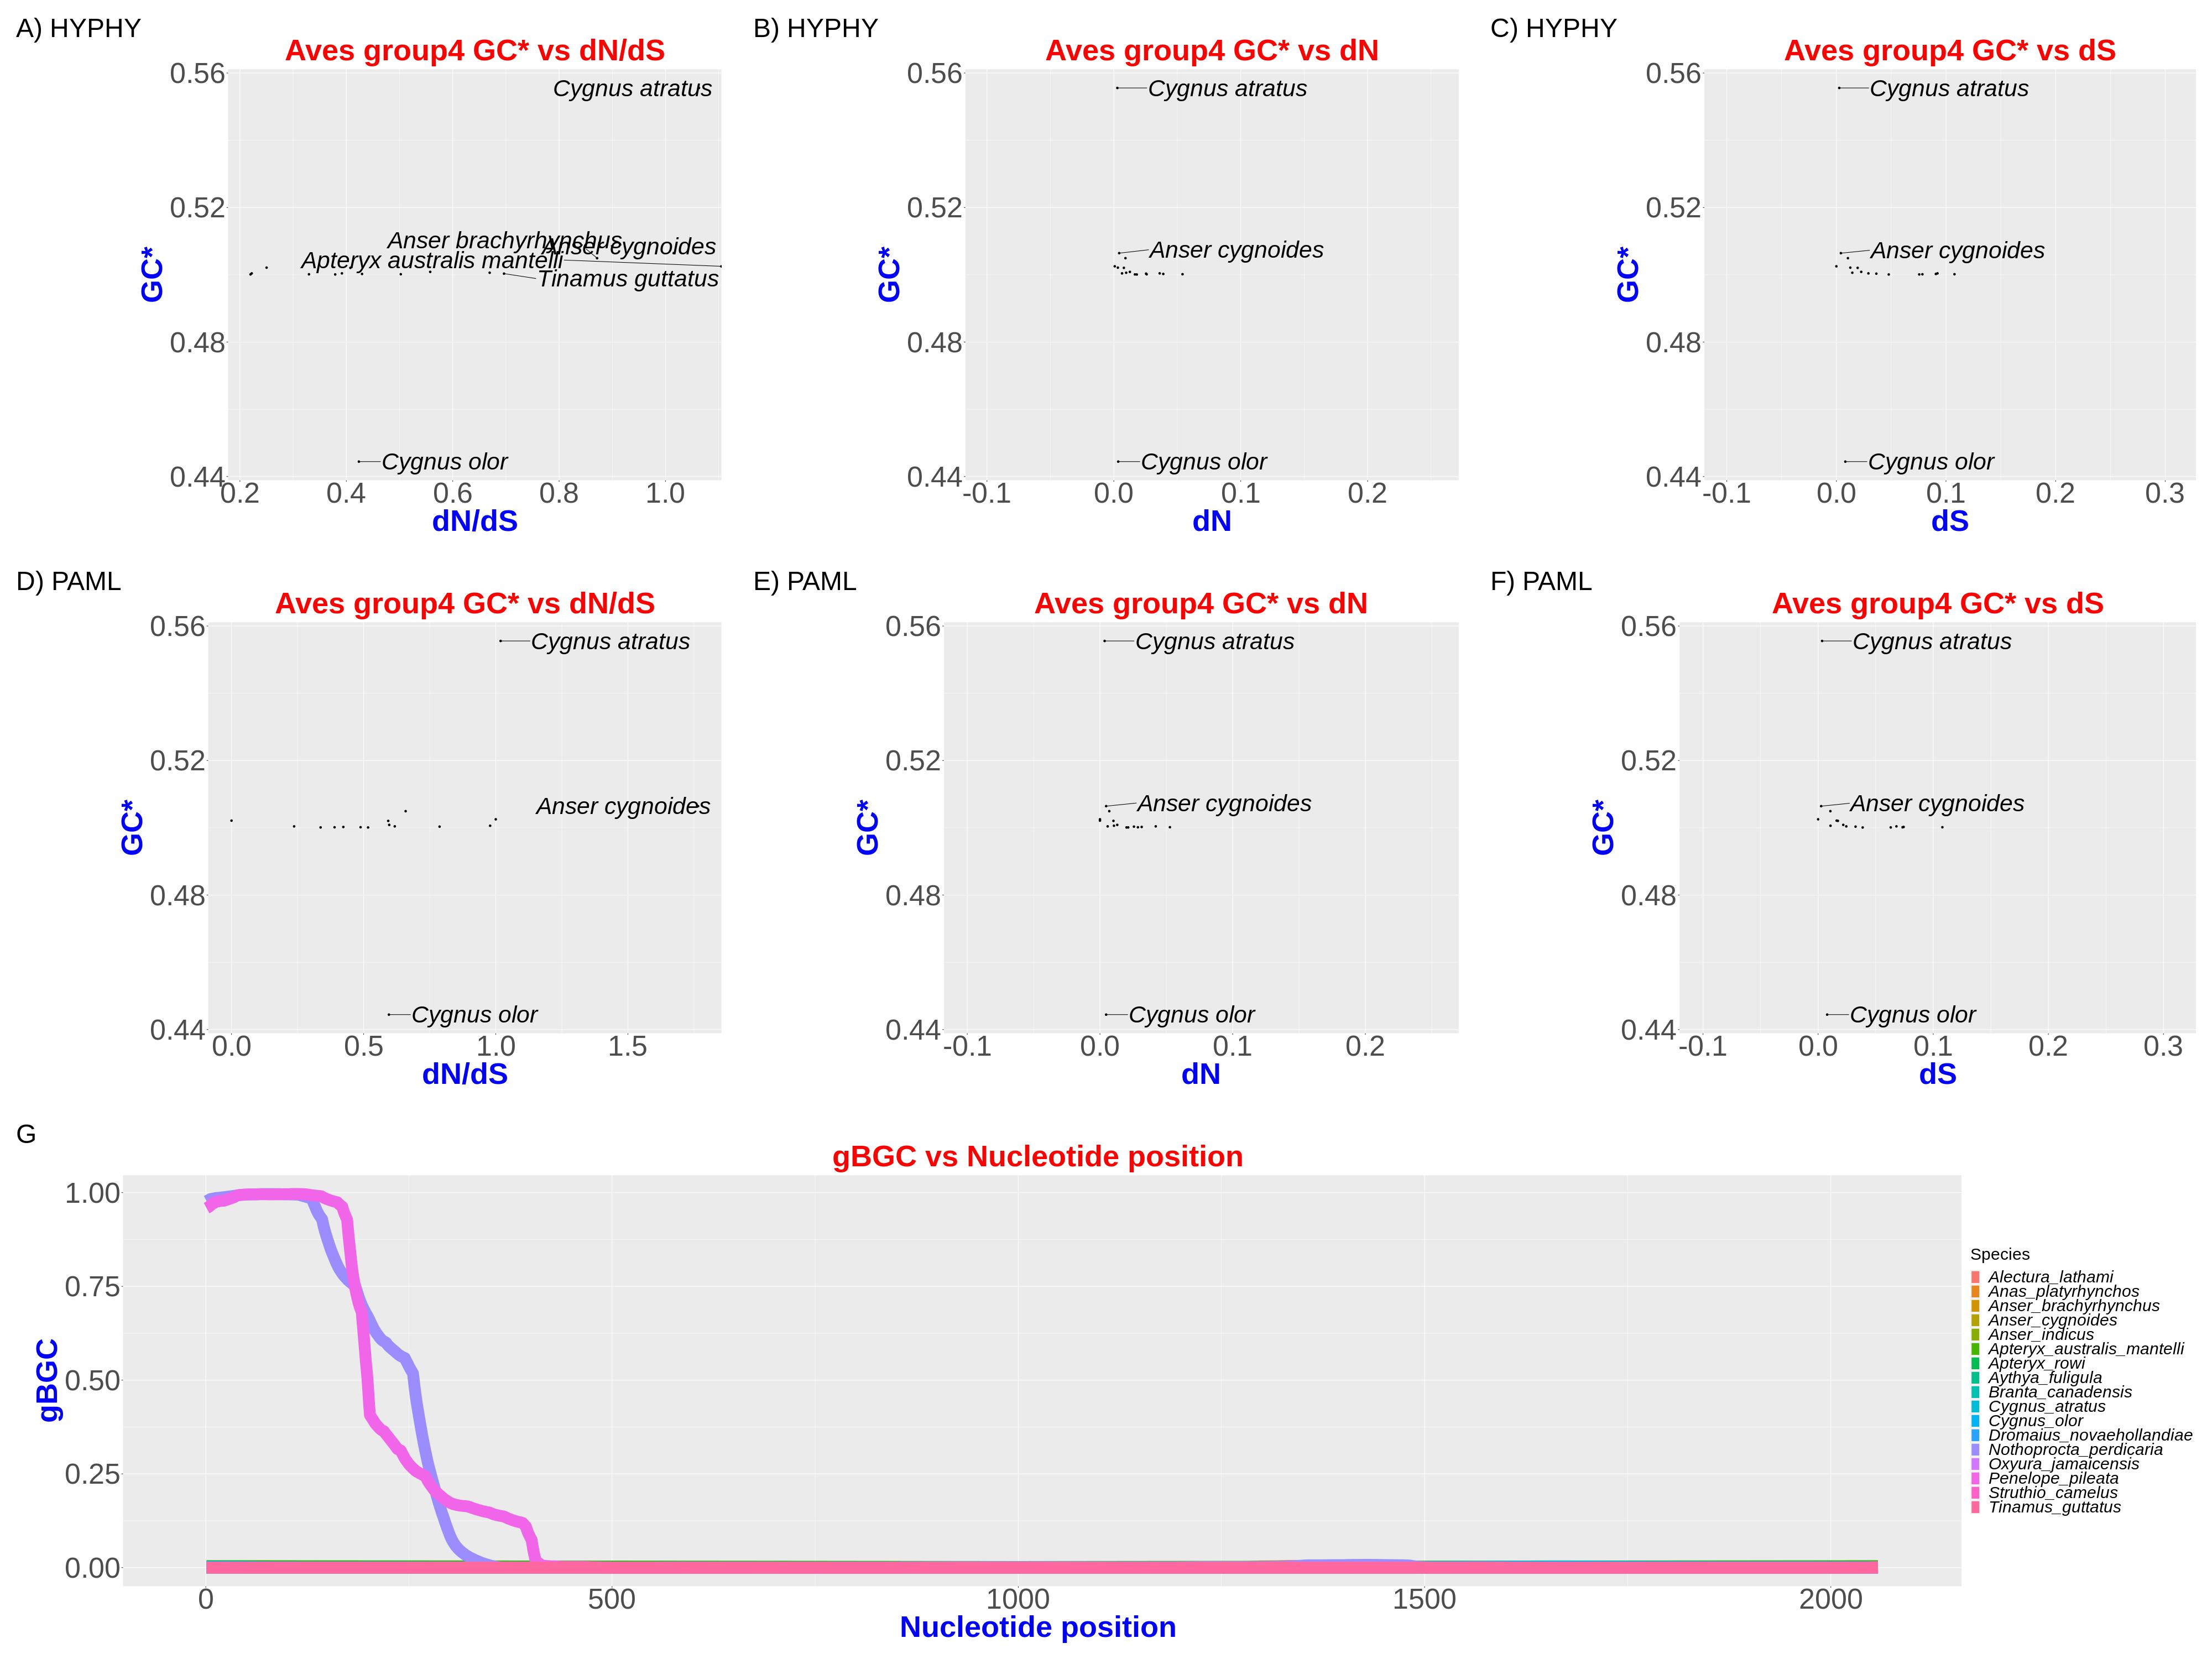 A) HYPHY
Aves group4 GC* vs dN/dS
0.56
0.52
0.48
0.44
GC*
Cygnus atratus
Anser brachyrhynchus
Anser cygnoides
Apteryx australis mantelli
Tinamus guttatus
Cygnus olor
0.2 0.4 0.6 0.8 1.0
dN/dS
B) HYPHY
Aves group4 GC* vs dN
0.56
0.52
0.48
0.44
GC*
Cygnus atratus
Anser cygnoides
Cygnus olor
-0.1 0.0 0.1 0.2
dN
C) HYPHY
Aves group4 GC* vs dS
0.56
0.52
0.48
0.44
GC*
Cygnus atratus
Anser cygnoides
Cygnus olor
-0.1 0.0 0.1 0.2 0.3
dS
D) PAML
Aves group4 GC* vs dN/dS
0.56
0.52
0.48
0.44
GC*
Cygnus atratus
Anser cygnoides
Cygnus olor
0.0 0.5 1.0 1.5
dN/dS
E) PAML
Aves group4 GC* vs dN
0.56
0.52
0.48
0.44
GC*
Cygnus atratus
Anser cygnoides
Cygnus olor
-0.1 0.0 0.1 0.2
dN
F) PAML
Aves group4 GC* vs dS
0.56
0.52
0.48
0.44
GC*
Cygnus atratus
Anser cygnoides
Cygnus olor
-0.1 0.0 0.1 0.2 0.3
dS
G
gBGC vs Nucleotide position
1.00
0.75
0.50
0.25
0.00
gBGC
0 500 1000 1500 2000
Nucleotide position
Species
Alectura_lathami
Anas_platyrhynchos
Anser_brachyrhynchus
Anser_cygnoides
Anser_indicus
Apteryx_australis_mantelli
Apteryx_rowi
Aythya_fuligula
Branta_canadensis
Cygnus_atratus
Cygnus_olor
Dromaius_novaehollandiae
Nothoprocta_perdicaria
Oxyura_jamaicensis
Penelope_pileata
Struthio_camelus
Tinamus_guttatus